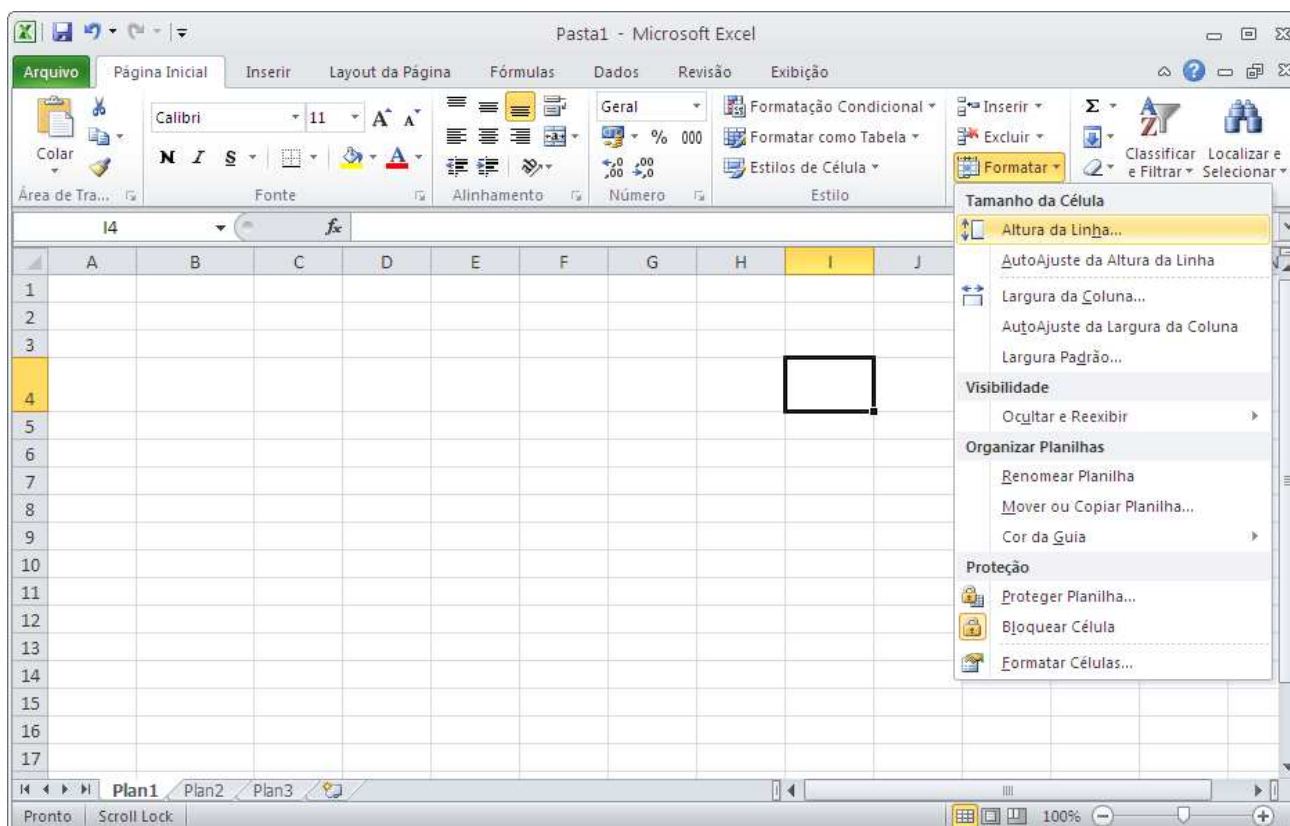 Pasta1 - Microsoft Excel
Arquivo Página Inicial Inserir Layout da Página Fórmulas Dados Revisão Exibição
Calibri 11 A A Geral Formatação Condicional Inserir Σ
Colar % 000 Formatar como Tabela Excluir
N I S A ,00 ,0 Estilos de Célula Formatar Classificar e Filtrar Localizar e Selecionar
Área de Tra... Fonte Alinhamento Número Estilo
I4 fx
A B C D E F G H I J
1
2
3
4
5
6
7
8
9
10
11
12
13
14
15
16
17
Tamanho da Célula
Altura da Linha...
AutoAjuste da Altura da Linha
Largura da Coluna...
AutoAjuste da Largura da Coluna
Largura Padrão...
Visibilidade
Ocultar e Reexibir
Organizar Planilhas
Renomear Planilha
Mover ou Copiar Planilha...
Cor da Guia
Proteção
Proteger Planilha...
Bloquear Célula
Formatar Células...
Plan1 Plan2 Plan3
Pronto Scroll Lock 100%